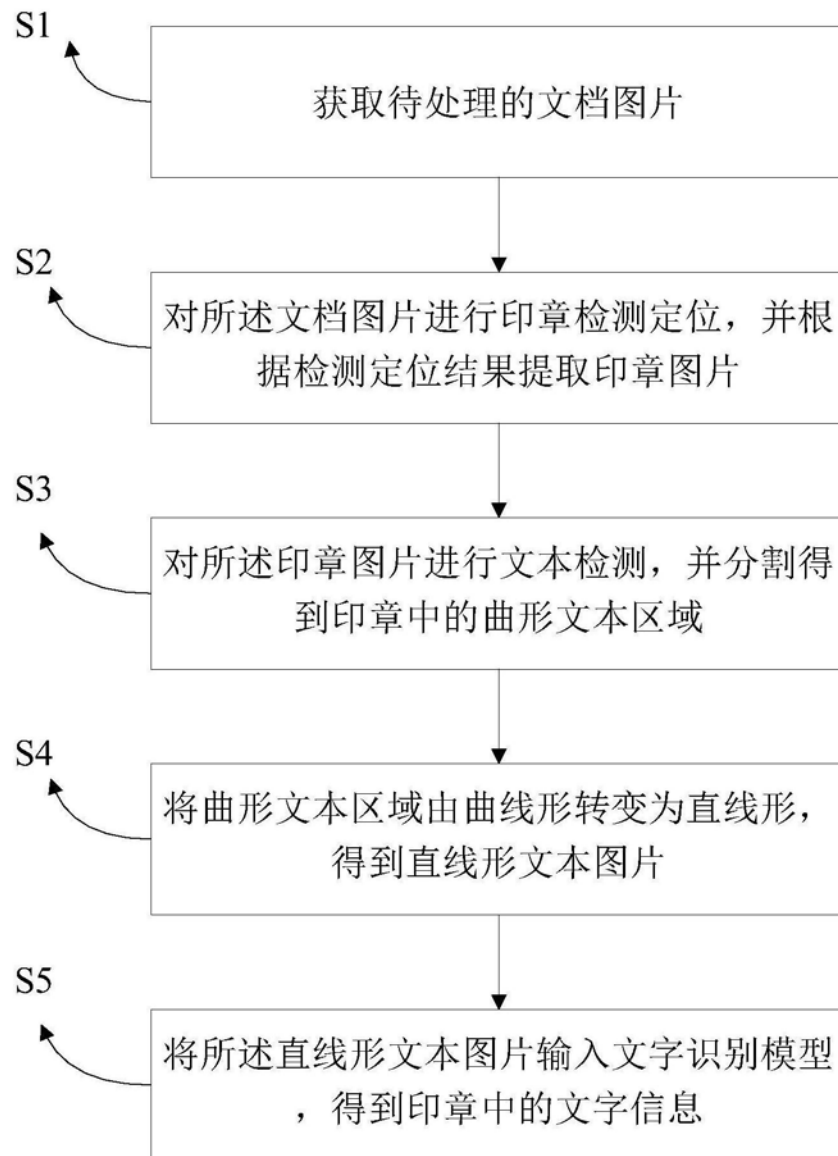 S1
获取待处理的文档图片
S2
对所述文档图片进行印章检测定位，并根
据检测定位结果提取印章图片
S3
对所述印章图片进行文本检测，并分割得
到印章中的曲形文本区域
S4
将曲形文本区域由曲线形转变为直线形，
得到直线形文本图片
S5
将所述直线形文本图片输入文字识别模型
，得到印章中的文字信息